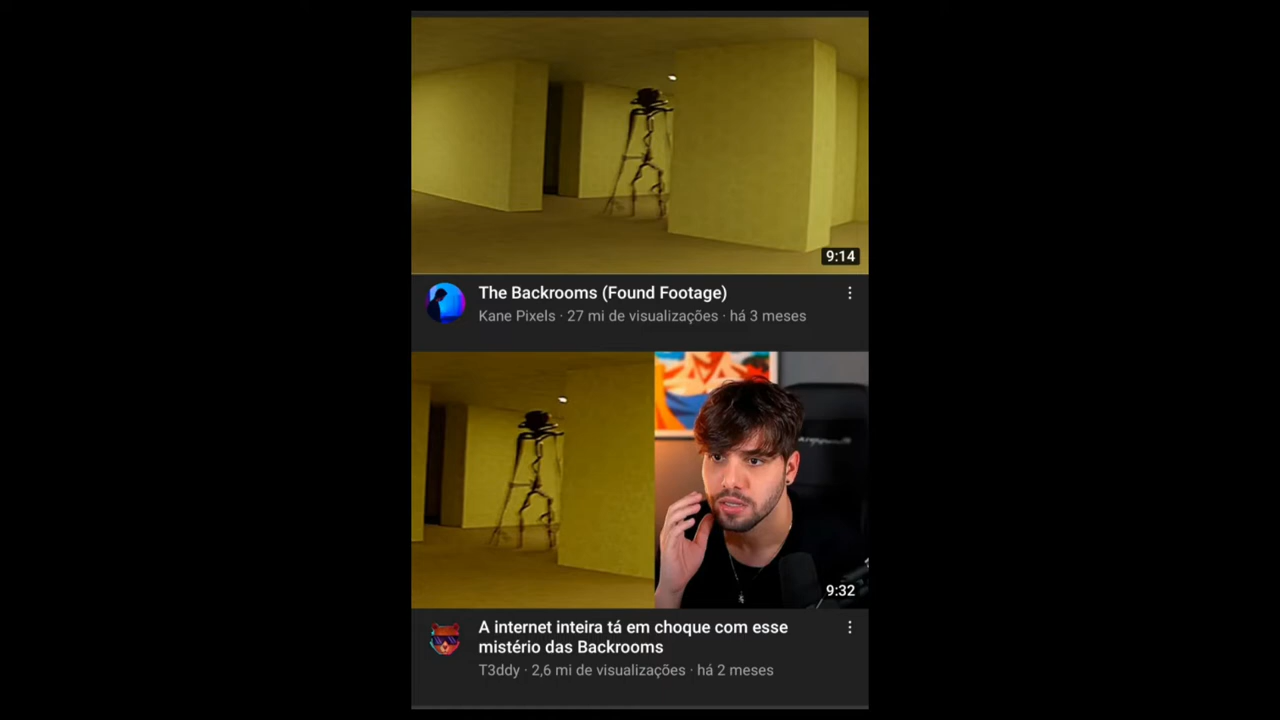 9:14
The Backrooms (Found Footage)
Kane Pixels · 27 mi de visualizações · há 3 meses
9:32
A internet inteira tá em choque com esse
mistério das Backrooms
T3ddy · 2,6 mi de visualizações · há 2 meses